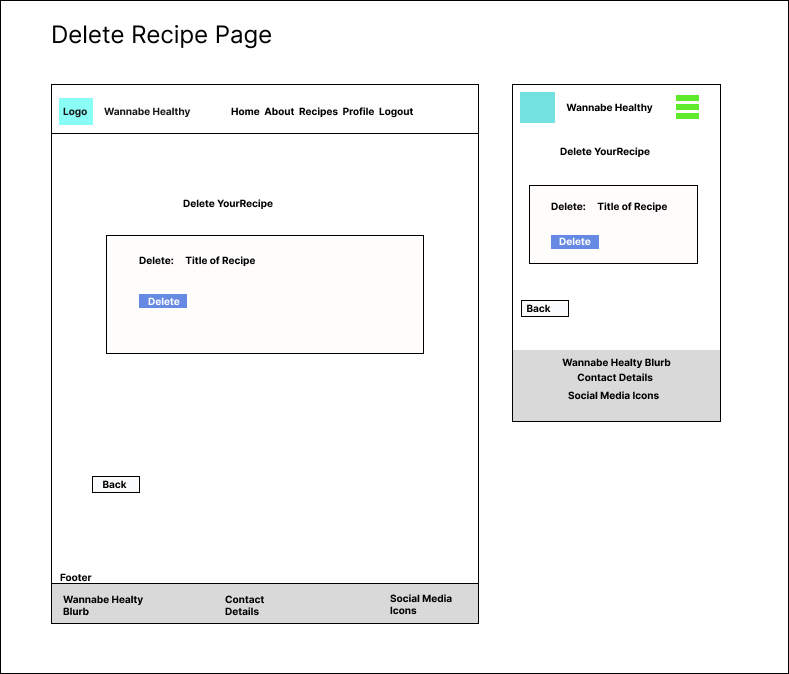 Delete Recipe Page
Logo
Wannabe Healthy
Home About Recipes Profile Logout
Delete YourRecipe
Delete: Title of Recipe
Delete
Back
Footer
Wannabe Healty
Blurb
Contact
Details
Social Media
Icons
Wannabe Healthy
Delete YourRecipe
Delete: Title of Recipe
Delete
Back
Wannabe Healty Blurb
Contact Details
Social Media Icons